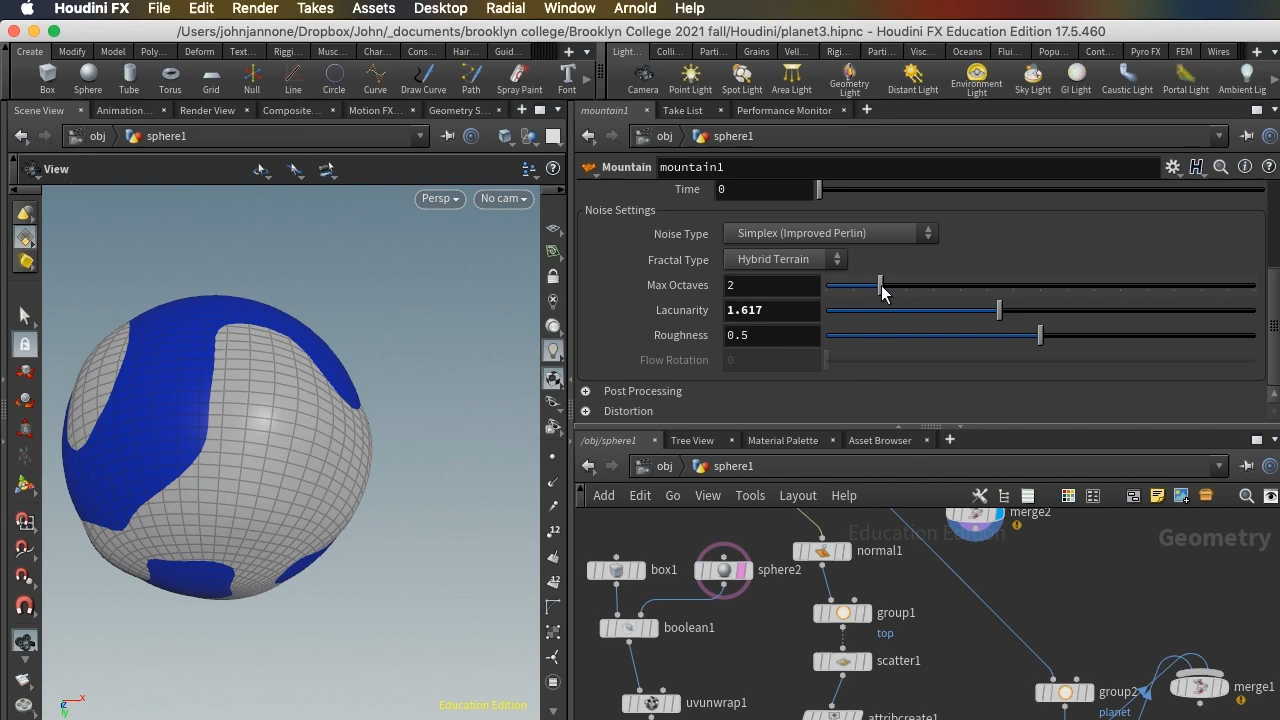 Houdini FX File Edit Render Takes Assets Desktop Radial Window Arnold Help
/Users/johnjannone/Dropbox/John/_documents/brooklyn college/Brooklyn College 2021 fall/Houdini/planet3.hipnc - Houdini FX Education Edition 17.5.460
Create Modify Model Poly... Deform Text... Riggi... Musc... Char... Cons... Hair... Guid... Light... Colli... Parti... Grains Vell... Rig... Parti... Visc... Oceans Flui... Popu... Cont... Pyro FX FEM Wires
Box Sphere Tube Torus Grid Null Line Circle Curve Draw Curve Path Spray Paint Font Camera Point Light Spot Light Area Light Geometry Light Distant Light Environment Light Sky Light GI Light Caustic Light Portal Light Ambient Lig
Scene View Animation... Render View Composite... Motion FX... Geometry S... mountain1 Take List Performance Monitor
obj sphere1 obj sphere1
View Mountain mountain1
Time 0
Persp No cam
Noise Settings
Noise Type Simplex (Improved Perlin)
Fractal Type Hybrid Terrain
Max Octaves 2
Lacunarity 1.617
Roughness 0.5
Flow Rotation 0
Post Processing
Distortion
/obj/sphere1 Tree View Material Palette Asset Browser
obj sphere1
Add Edit Go View Tools Layout Help
merge2
Education Edition
Geometry
normal1
box1 sphere2
group1
top
boolean1
scatter1
merge1
group2
planet
uvunwrap1
attribcreate1
Education Edition
x
z
y
12
12